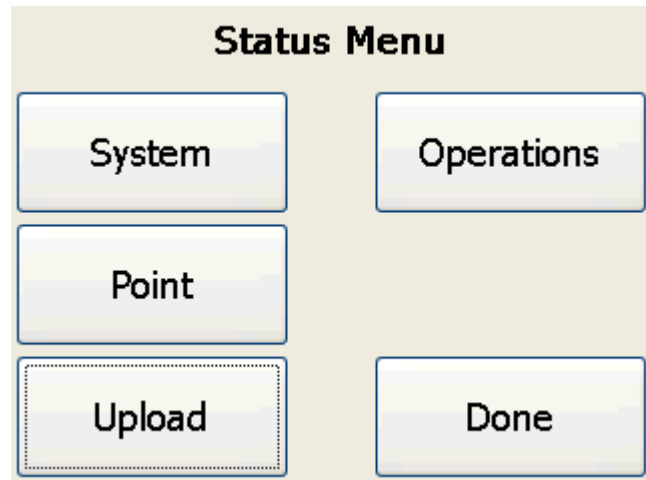 Status Menu
System
Operations
Point
Upload
Done